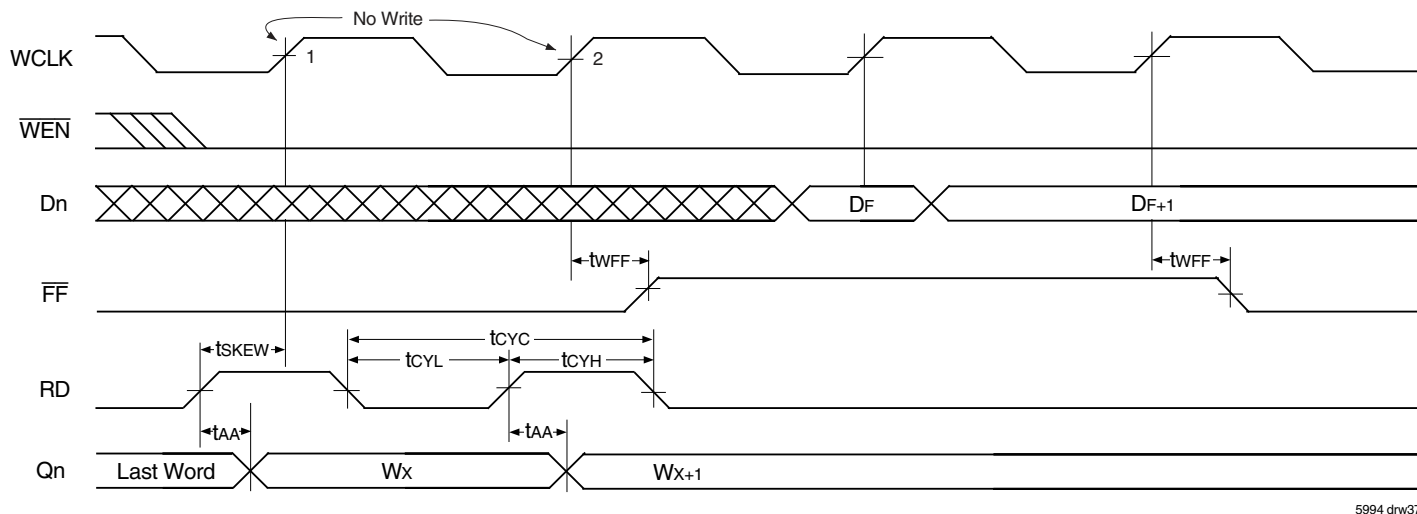 No Write
WCLK 1 2
WEN
Dn DF DF+1
tWFF tWFF
FF
tCYC
tSKEW tCYL tCYH
RD
tAA tAA
Qn Last Word WX WX+1
5994 drw37